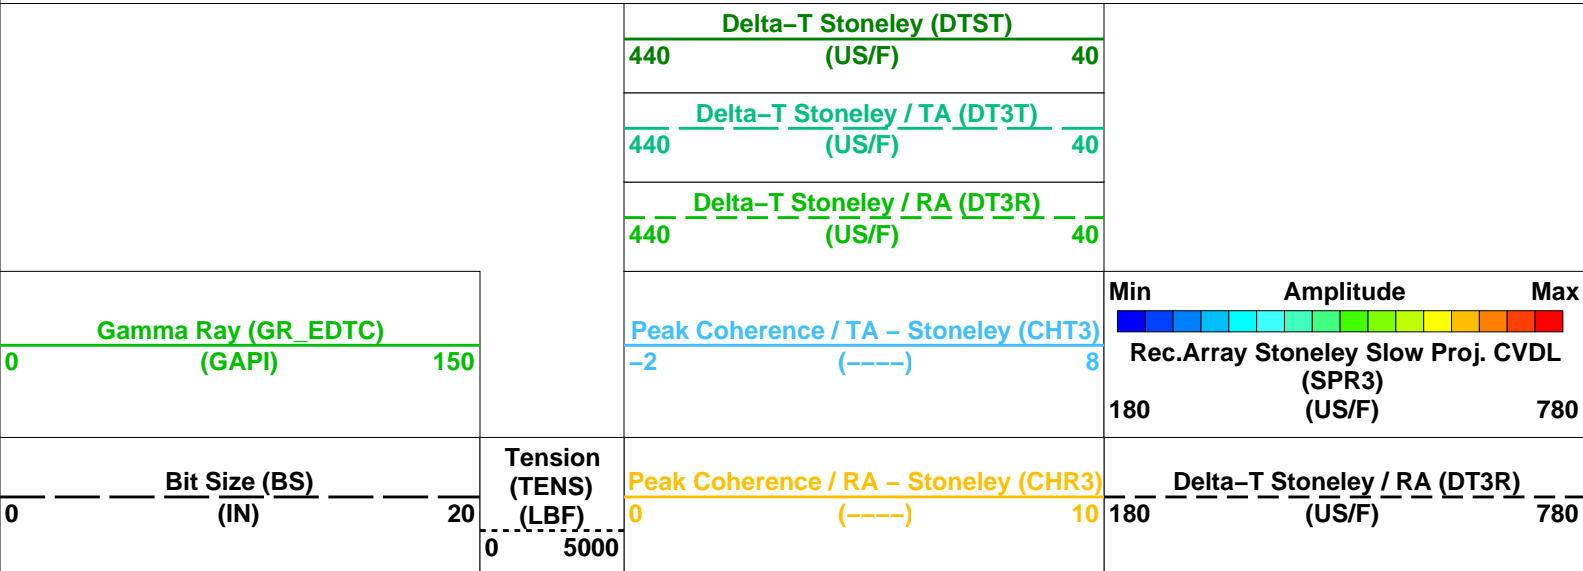 Delta−T Stoneley (DTST)
440 (US/F) 40
Delta−T Stoneley / TA (DT3T)
440 (US/F) 40
Delta−T Stoneley / RA (DT3R)
440 (US/F) 40
Gamma Ray (GR_EDTC)
0 (GAPI) 150
Peak Coherence / TA − Stoneley (CHT3)
−2 (−−−−) 8
Min Amplitude Max
Rec.Array Stoneley Slow Proj. CVDL
(SPR3)
180 (US/F) 780
Bit Size (BS)
0 (IN) 20
Tension
(TENS)
(LBF)
0 5000
Peak Coherence / RA − Stoneley (CHR3)
0 (−−−−) 10
Delta−T Stoneley / RA (DT3R)
180 (US/F) 780